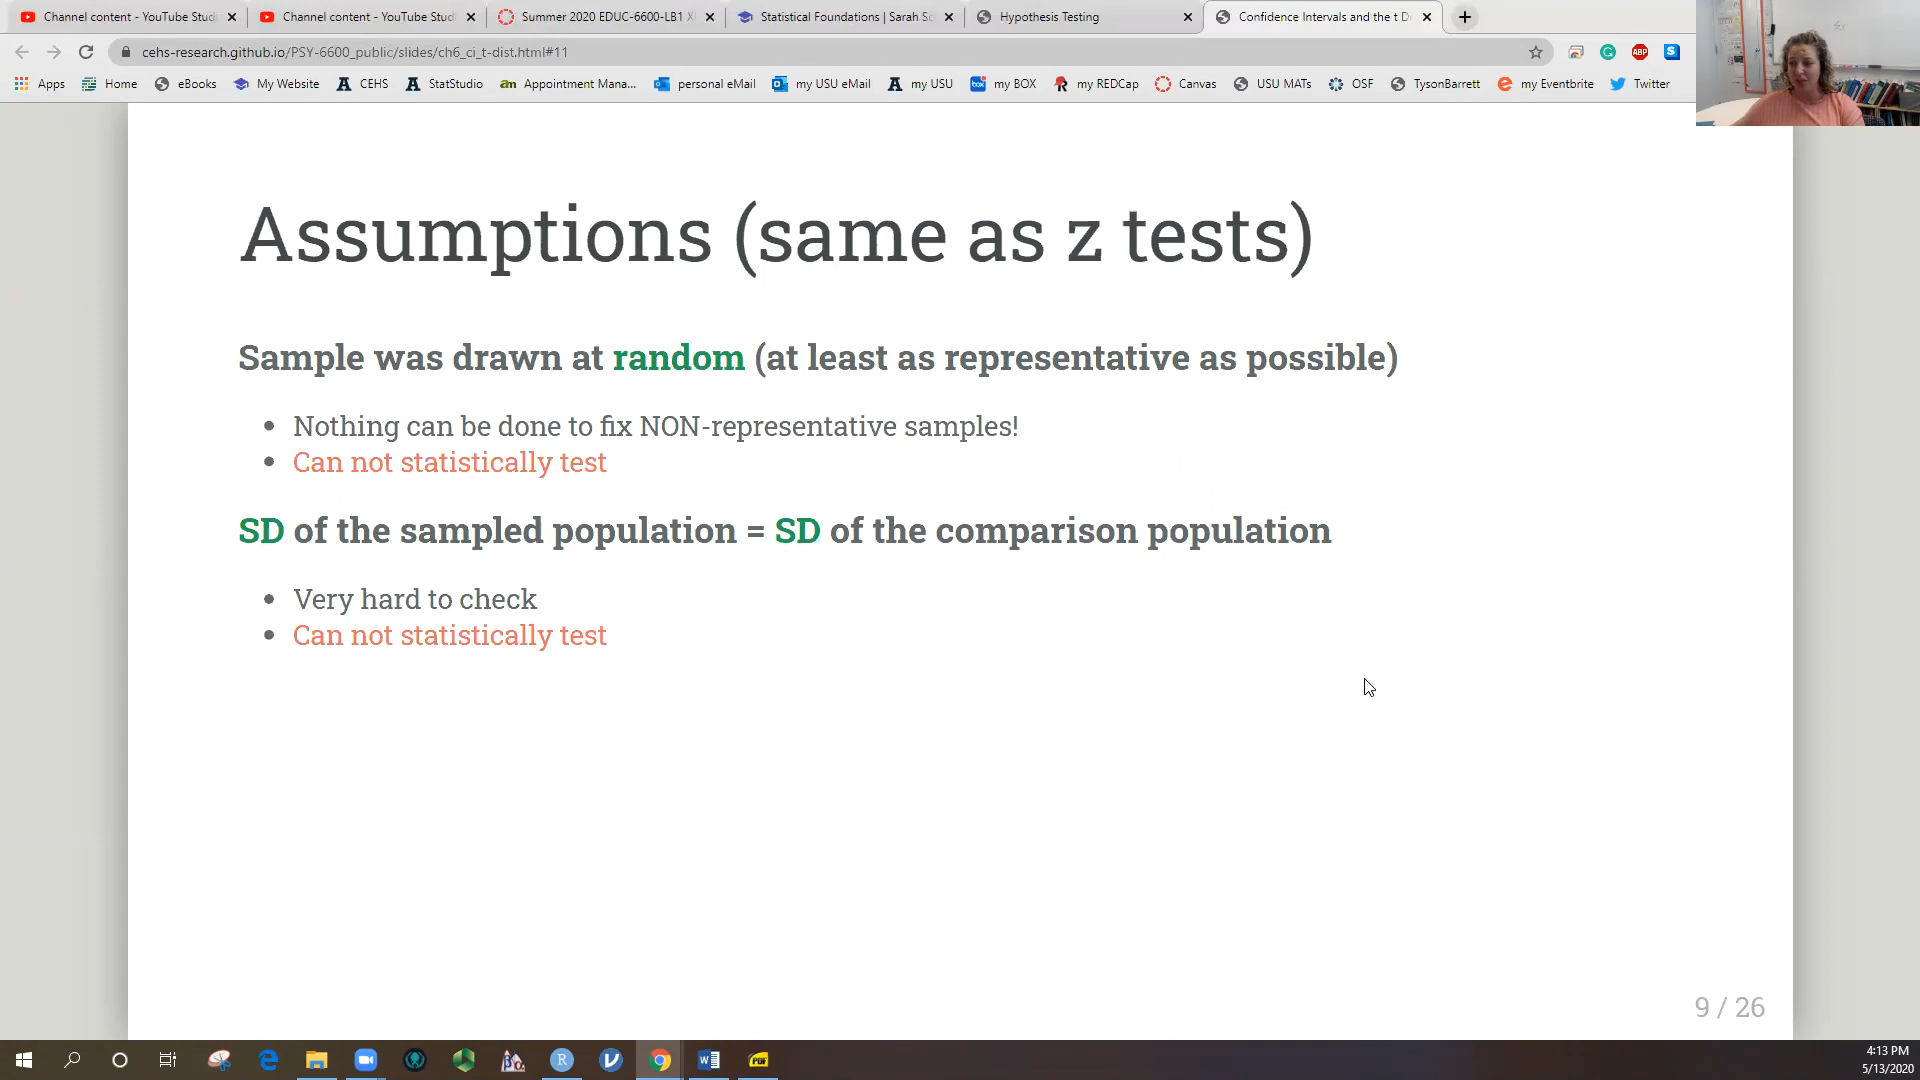 Channel content - YouTube Studi
Channel content - YouTube Studi
Summer 2020 EDUC-6600-LB1 X
Statistical Foundations | Sarah Sc
Hypothesis Testing
Confidence Intervals and the t D
cehs-research.github.io/PSY-6600_public/slides/ch6_ci_t-dist.html#11
ABP
S
Apps
Home
eBooks
My Website
CEHS
StatStudio
an Appointment Mana...
personal eMail
my USU eMail
my USU
box my BOX
my REDCap
Canvas
USU MATs
OSF
TysonBarrett
my Eventbrite
Twitter
Assumptions (same as z tests)
Sample was drawn at random (at least as representative as possible)
Nothing can be done to fix NON-representative samples!
Can not statistically test
SD of the sampled population = SD of the comparison population
Very hard to check
Can not statistically test
9 / 26
4:13 PM
5/13/2020